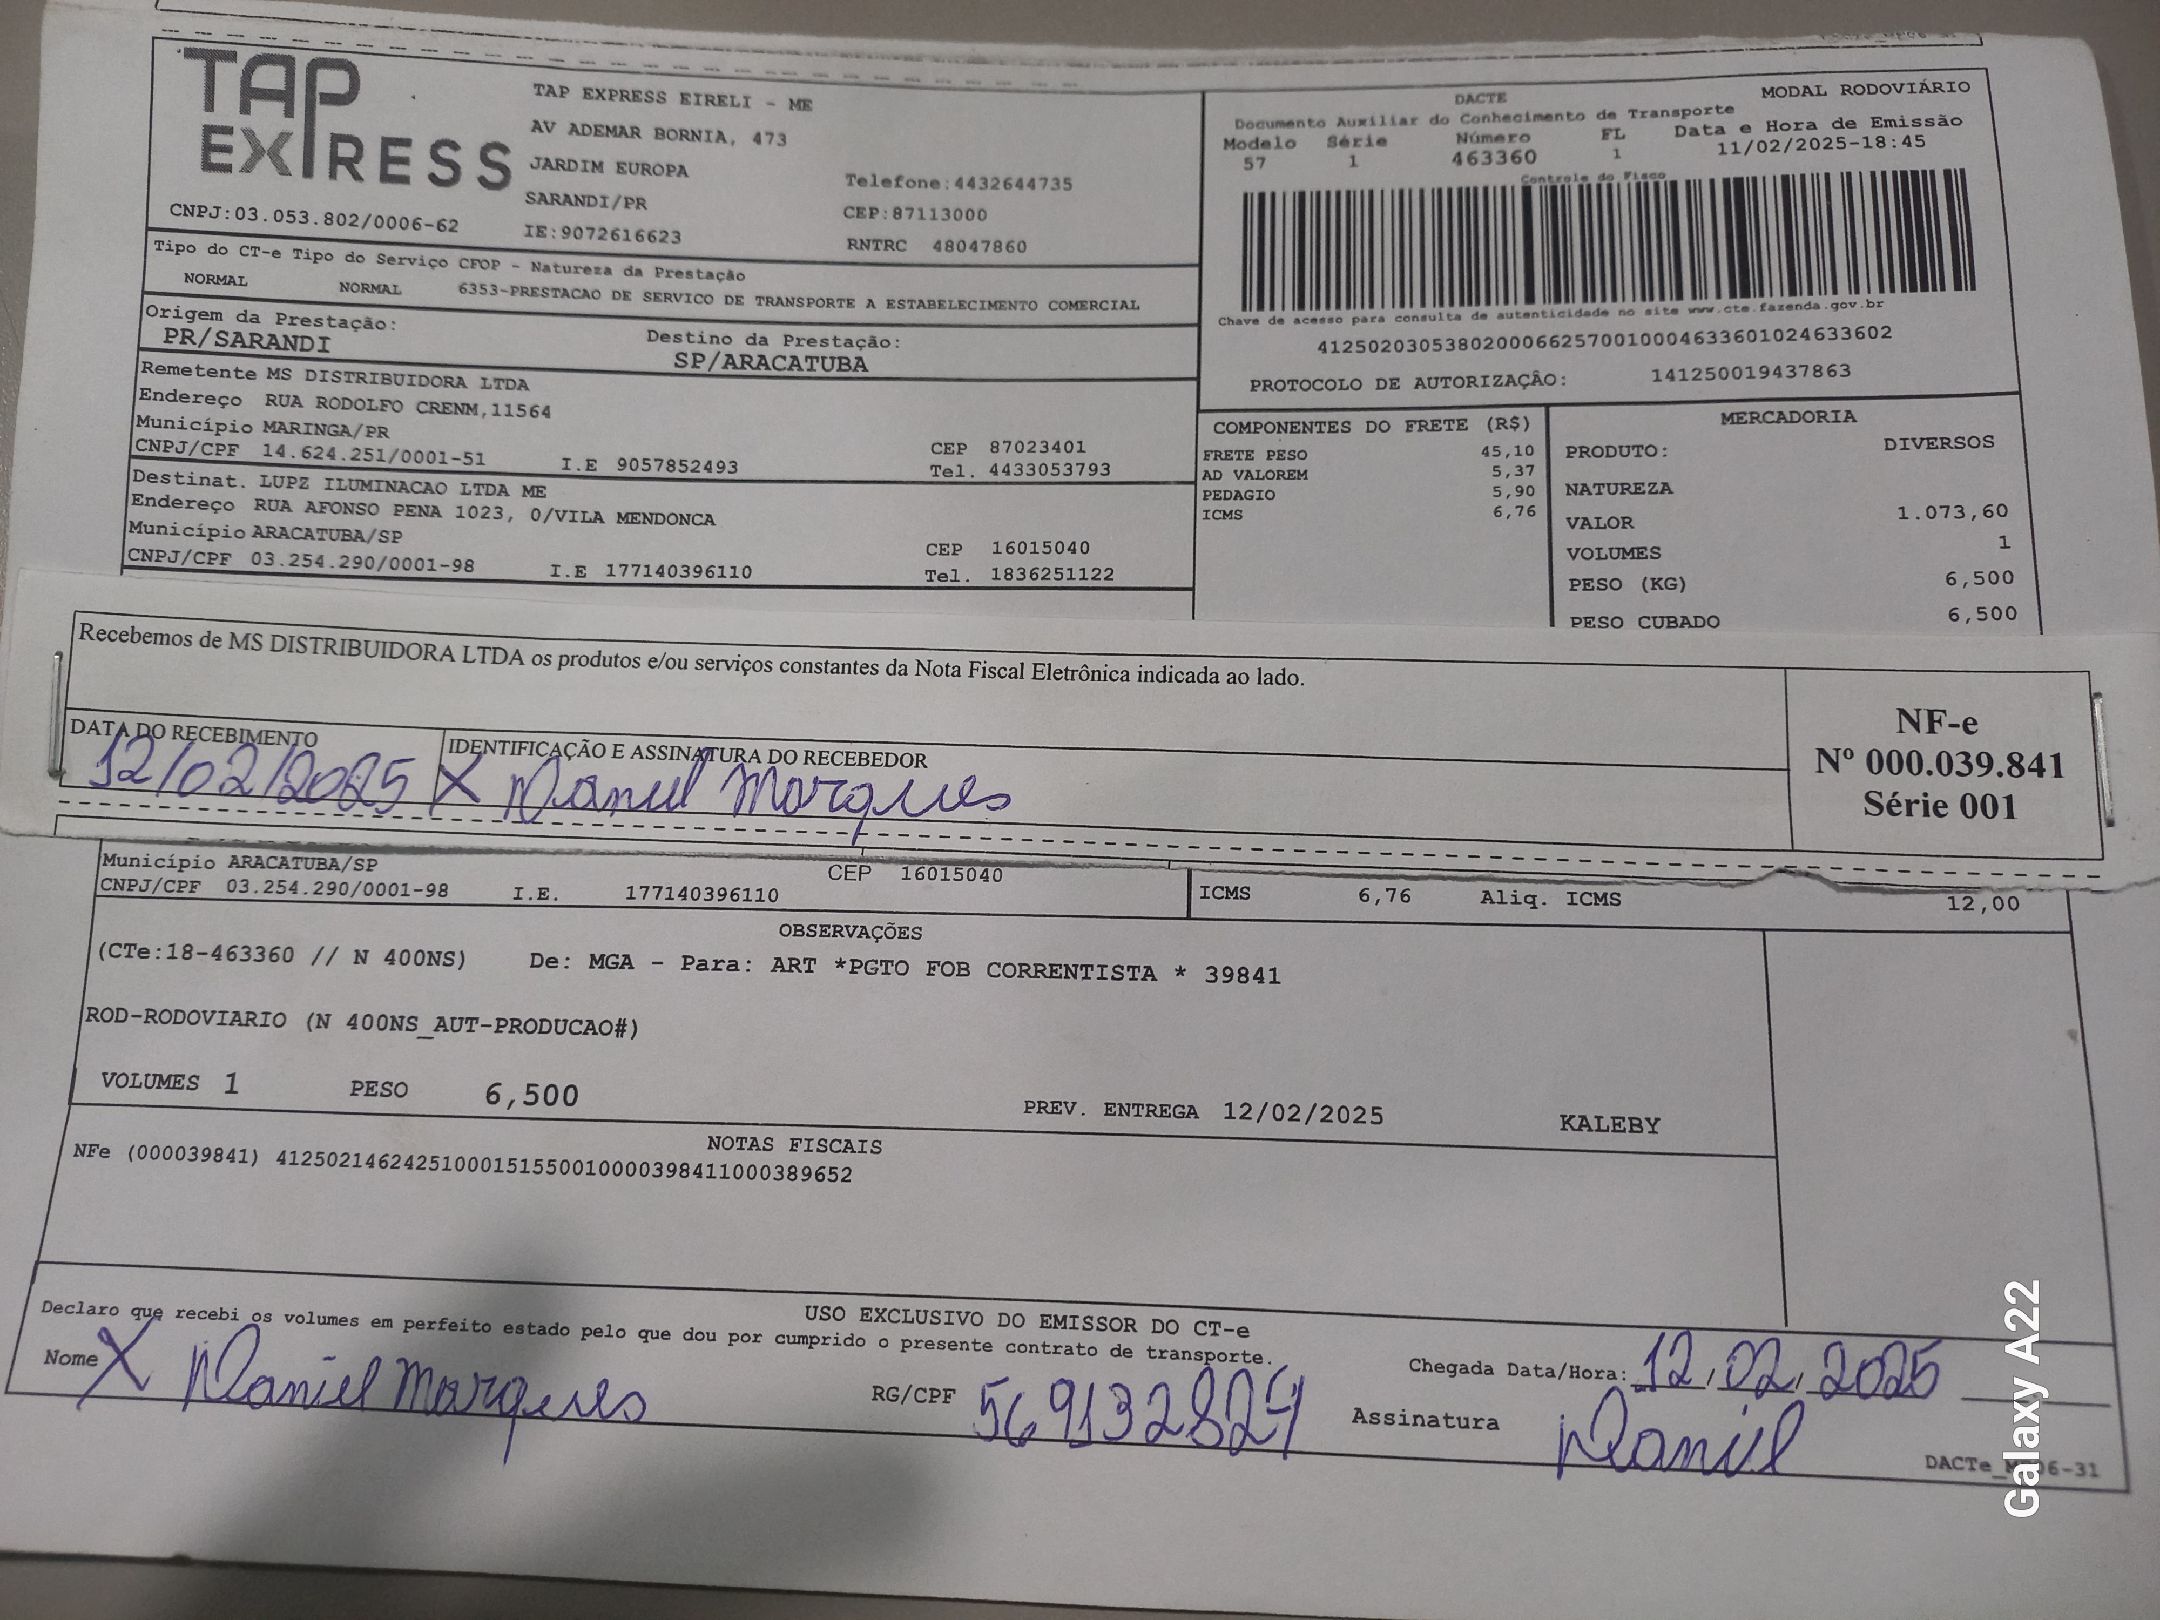 TAP
EXPRESS
TAP EXPRESS EIRELI - ME
AV ADEMAR BORNIA, 473
JARDIM EUROPA
SARANDI/PR
IE:9072616623
Telefone:4432644735
CEP:87113000
RNTRC 48047860
CNPJ:03.053.802/0006-62
DACTE
MODAL RODOVIÁRIO
Documento Auxiliar do Conhecimento de Transporte
Modelo Série Número FL Data e Hora de Emissão
57 1 463360 1 11/02/2025-18:45
Controle do Fisco
Chave de acesso para consulta de autenticidade no site www.cte.fazenda.gov.br
41250203053802000662570010004633601024633602
PROTOCOLO DE AUTORIZAÇÃO: 141250019437863
Tipo do CT-e Tipo do Serviço CFOP - Natureza da Prestação
NORMAL NORMAL 6353-PRESTACAO DE SERVICO DE TRANSPORTE A ESTABELECIMENTO COMERCIAL
Origem da Prestação: Destino da Prestação:
PR/SARANDI SP/ARACATUBA
Remetente MS DISTRIBUIDORA LTDA
Endereço RUA RODOLFO CRENM,11564
Município MARINGA/PR CEP 87023401
CNPJ/CPF 14.624.251/0001-51 I.E 9057852493 Tel. 4433053793
Destinat. LUPZ ILUMINACAO LTDA ME
Endereço RUA AFONSO PENA 1023, 0/VILA MENDONCA
Município ARACATUBA/SP CEP 16015040
CNPJ/CPF 03.254.290/0001-98 I.E 177140396110 Tel. 1836251122
COMPONENTES DO FRETE (R$)
FRETE PESO 45,10
AD VALOREM 5,37
PEDAGIO 5,90
ICMS 6,76
MERCADORIA
PRODUTO: DIVERSOS
NATUREZA
VALOR 1.073,60
VOLUMES 1
PESO (KG) 6,500
PESO CUBADO 6,500
Recebemos de MS DISTRIBUIDORA LTDA os produtos e/ou serviços constantes da Nota Fiscal Eletrônica indicada ao lado.
DATA DO RECEBIMENTO IDENTIFICAÇÃO E ASSINATURA DO RECEBEDOR
12/02/2025 X Daniel Marques
NF-e
Nº 000.039.841
Série 001
Município ARACATUBA/SP CEP 16015040
CNPJ/CPF 03.254.290/0001-98 I.E. 177140396110
ICMS 6,76 Aliq. ICMS 12,00
OBSERVAÇÕES
(CTe:18-463360 // N 400NS) De: MGA - Para: ART *PGTO FOB CORRENTISTA * 39841
ROD-RODOVIARIO (N 400NS_AUT-PRODUCAO#)
VOLUMES 1 PESO 6,500 PREV. ENTREGA 12/02/2025 KALEBY
NOTAS FISCAIS
NFe (000039841) 41250214624251000151550010000398411000389652
USO EXCLUSIVO DO EMISSOR DO CT-e
Declaro que recebi os volumes em perfeito estado pelo que dou por cumprido o presente contrato de transporte.
Nome X Daniel Marques RG/CPF 569132824 Chegada Data/Hora: 12,02,2025
Assinatura Daniel
Galaxy A22